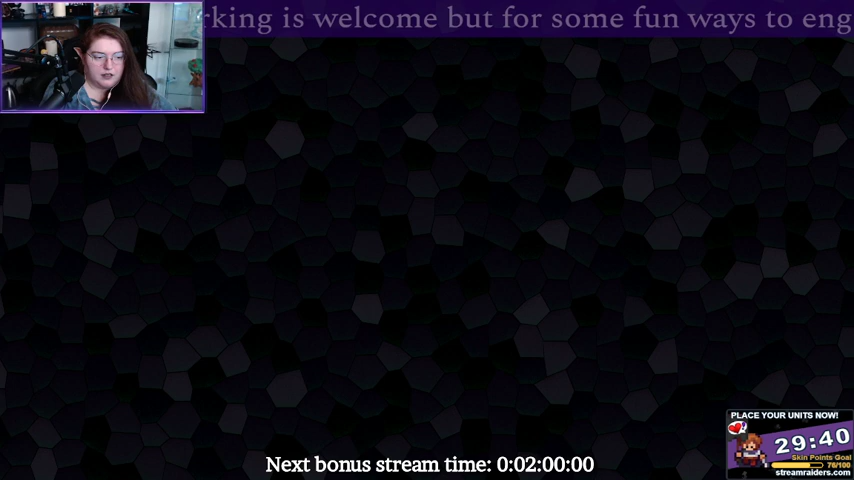 rking is welcome but for some fun ways to eng
PLACE YOUR UNITS NOW!
29:40
Skin Points Goal
76/100
streamraiders.com
Next bonus stream time: 0:02:00:00